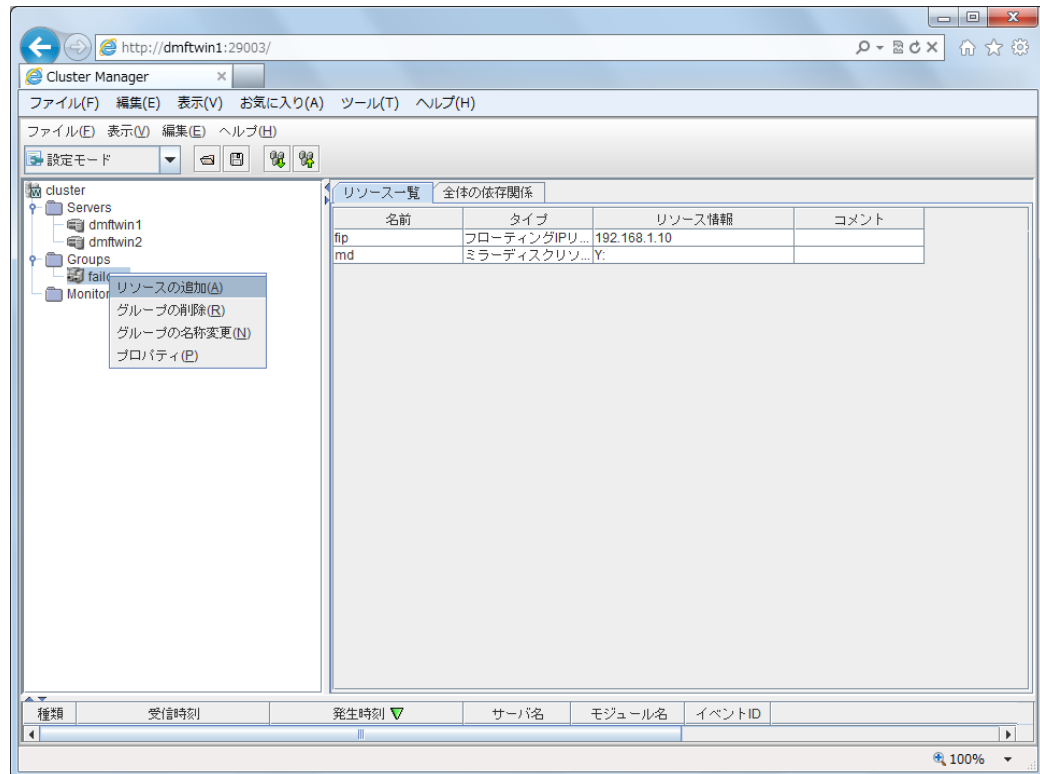 http://dmftwin1:29003/
Cluster Manager
ファイル(F) 編集(E) 表示(V) お気に入り(A) ツール(T) ヘルプ(H)
ファイル(F) 表示(V) 編集(E) ヘルプ(H)
設定モード
cluster
Servers
dmftwin1
dmftwin2
Groups
failo
Monitor
リソースの追加(A)
グループの削除(R)
グループの名称変更(N)
プロパティ(P)
リソース一覧 全体の依存関係
名前 タイプ リソース情報 コメント
fip フローティングIPリ... 192.168.1.10
md ミラーディスクリソ... Y:
種類 受信時刻 発生時刻 サーバ名 モジュール名 イベントID
100%